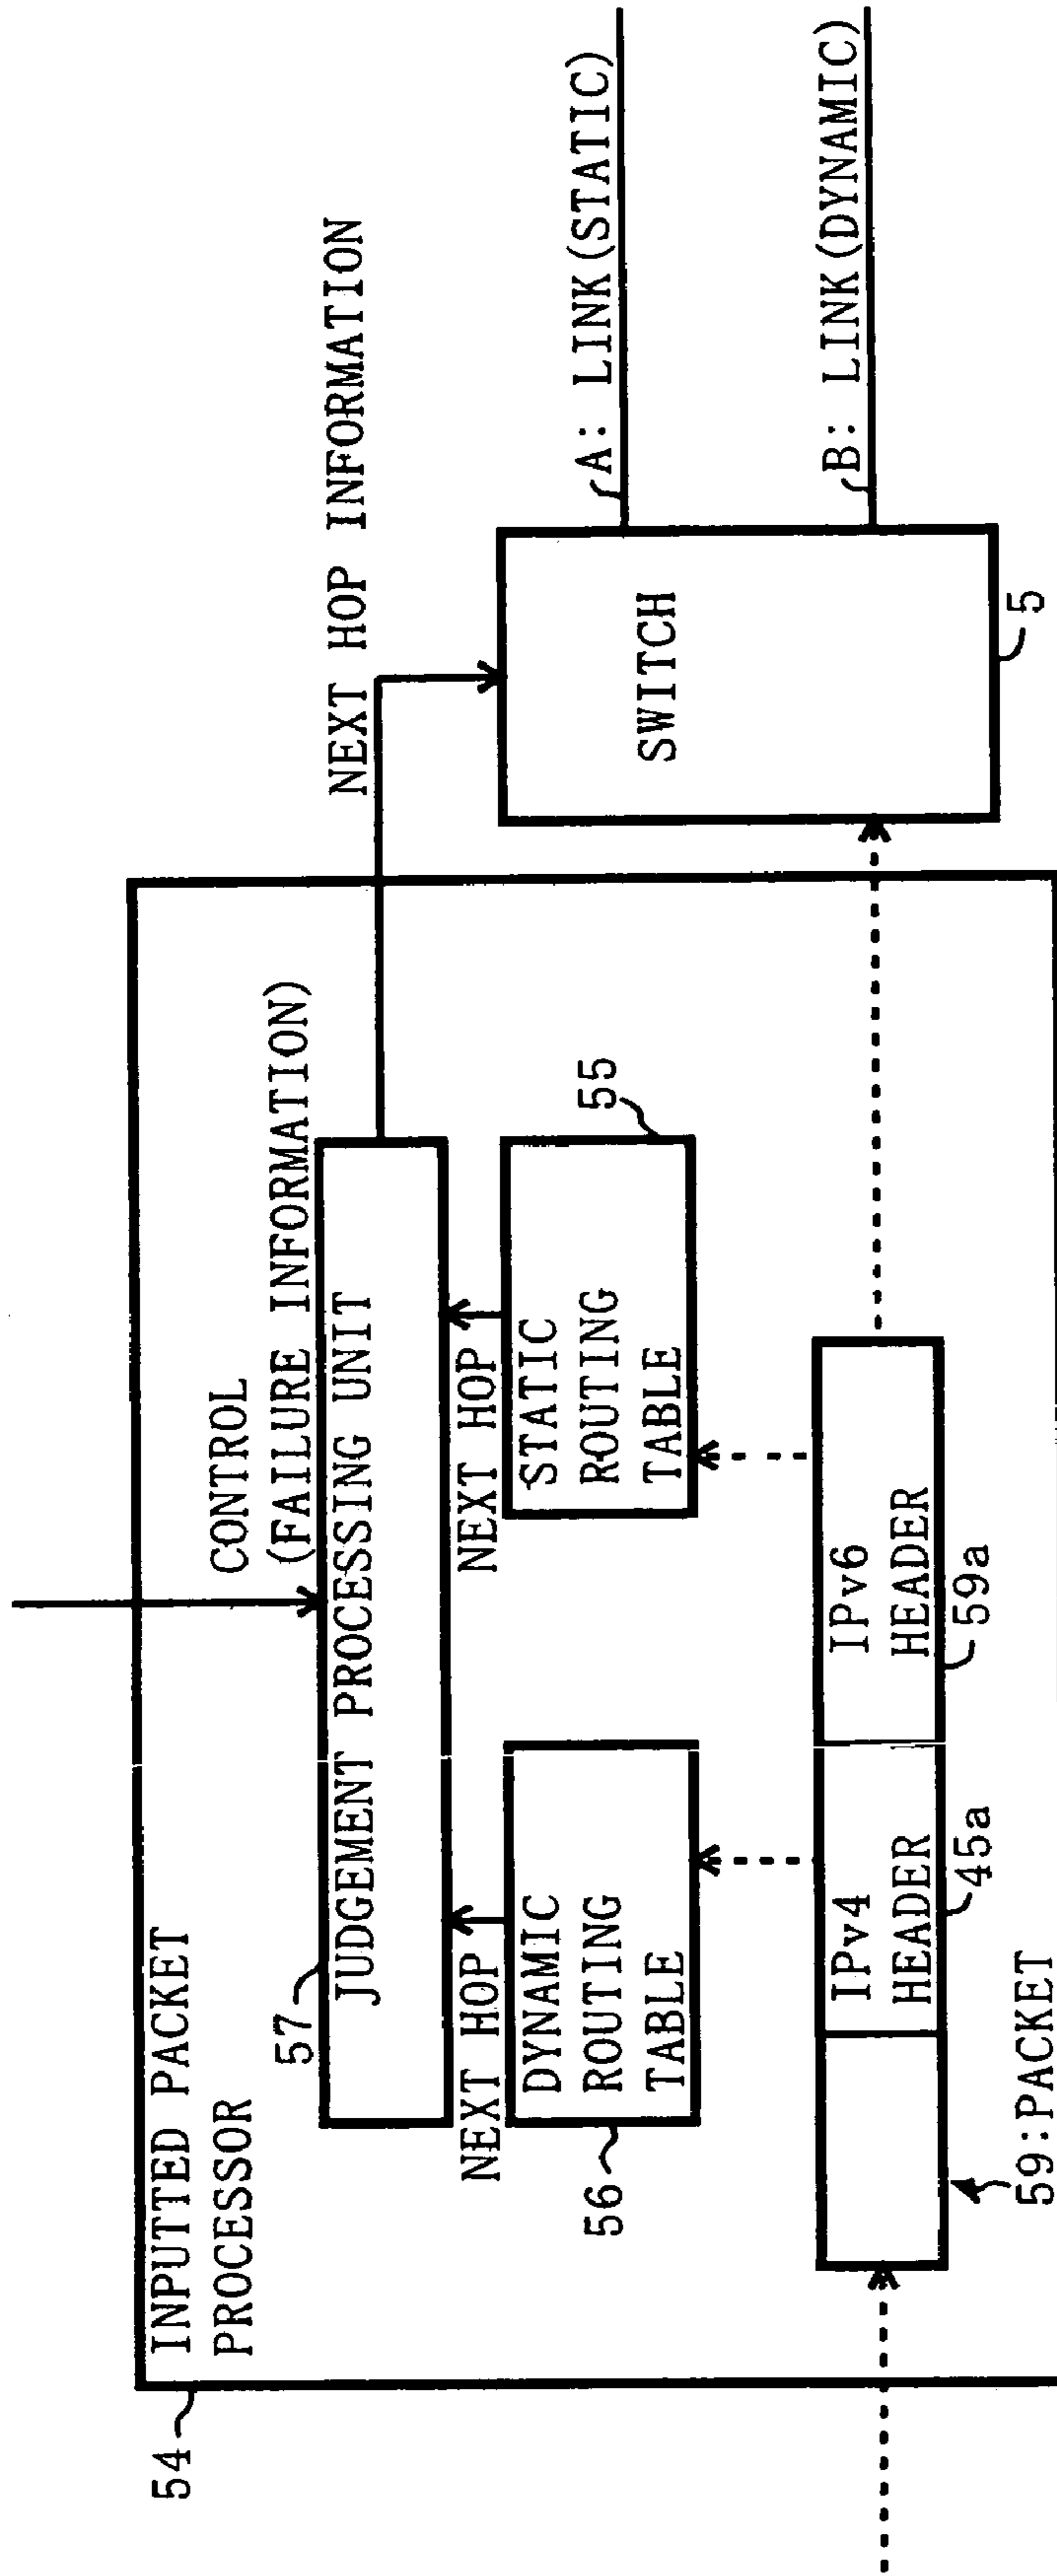 54
INPUTTED PACKET
PROCESSOR
CONTROL
(FAILURE INFORMATION)
57
JUDGEMENT PROCESSING UNIT
NEXT HOP INFORMATION
NEXT HOP
NEXT HOP
56
DYNAMIC
ROUTING
TABLE
STATIC
ROUTING
TABLE
55
SWITCH
5
A: LINK(STATIC)
B: LINK(DYNAMIC)
IPv4
HEADER
45a
IPv6
HEADER
59a
59:PACKET